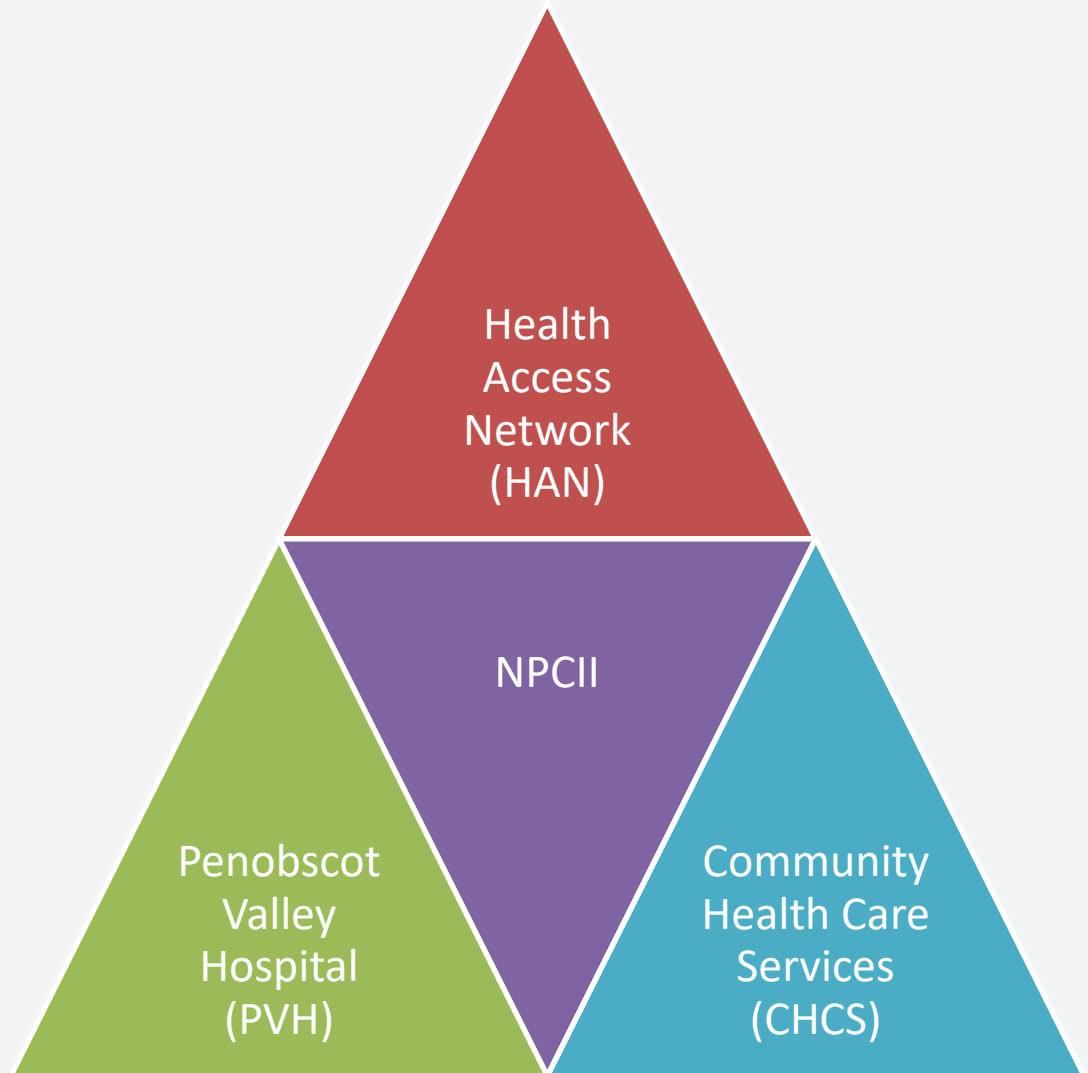 Health
Access
Network
(HAN)
NPCII
Penobscot
Valley
Hospital
(PVH)
Community
Health Care
Services
(CHCS)